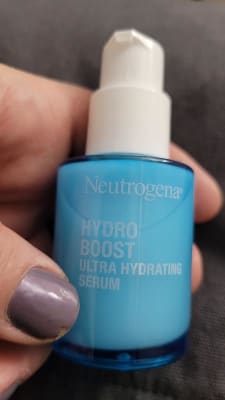 Neutrogena®
HYDRO
BOOST
ULTRA HYDRATING
SERUM